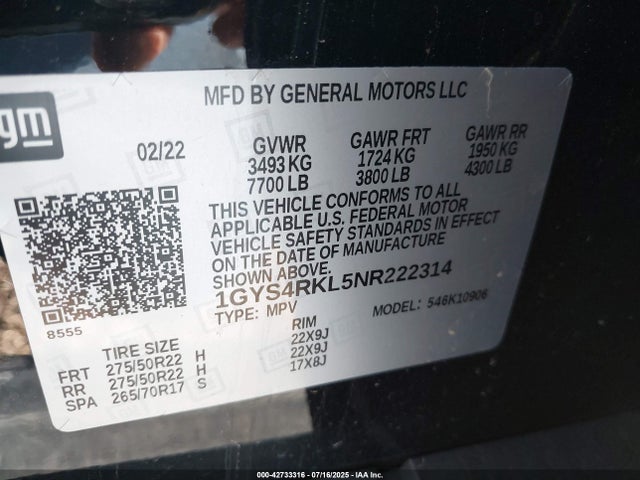 gm
MFD BY GENERAL MOTORS LLC
02/22 GVWR GAWR FRT GAWR RR
3493 KG 1724 KG 1950 KG
7700 LB 3800 LB 4300 LB
THIS VEHICLE CONFORMS TO ALL
APPLICABLE U.S. FEDERAL MOTOR
VEHICLE SAFETY STANDARDS IN EFFECT
ON THE DATE OF MANUFACTURE
SHOWN ABOVE.
1GYS4RKL5NR222314
TYPE: MPV MODEL: 546K10906
8555
TIRE SIZE RIM
FRT 275/50R22 H 22X9J
RR 275/50R22 H 22X9J
SPA 265/70R17 S 17X8J
000-42733316 - 07/16/2025 - IAA Inc.